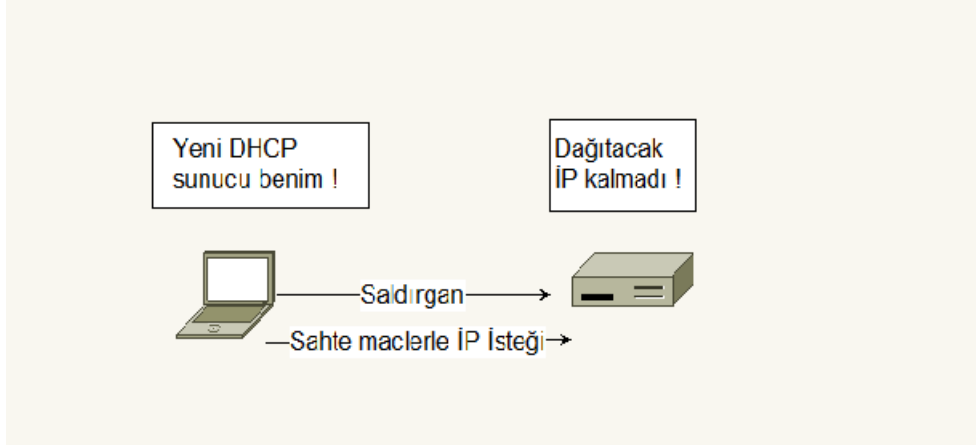 Yeni DHCP
sunucu benim !
Dağıtacak
İP kalmadı !
Saldırgan
Sahte maclerle İP İsteği